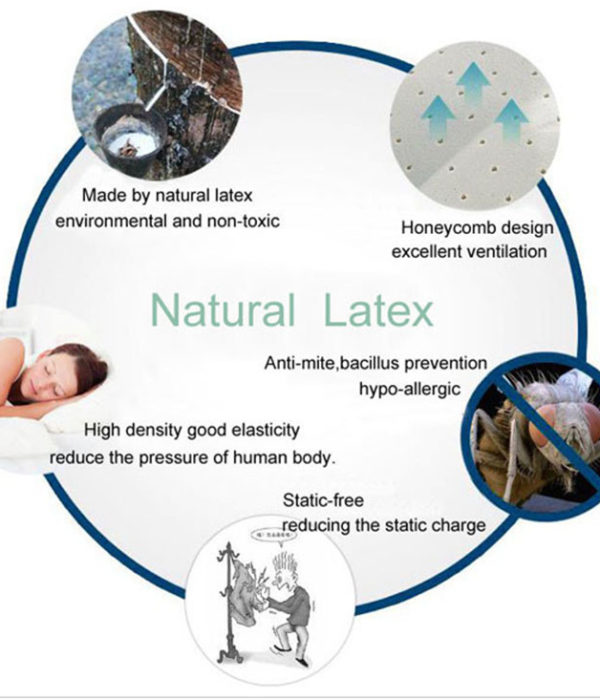 Made by natural latex
environmental and non-toxic
Honeycomb design
excellent ventilation
Natural Latex
Anti-mite,bacillus prevention
hypo-allergic
High density good elasticity
reduce the pressure of human body.
Static-free
reducing the static charge